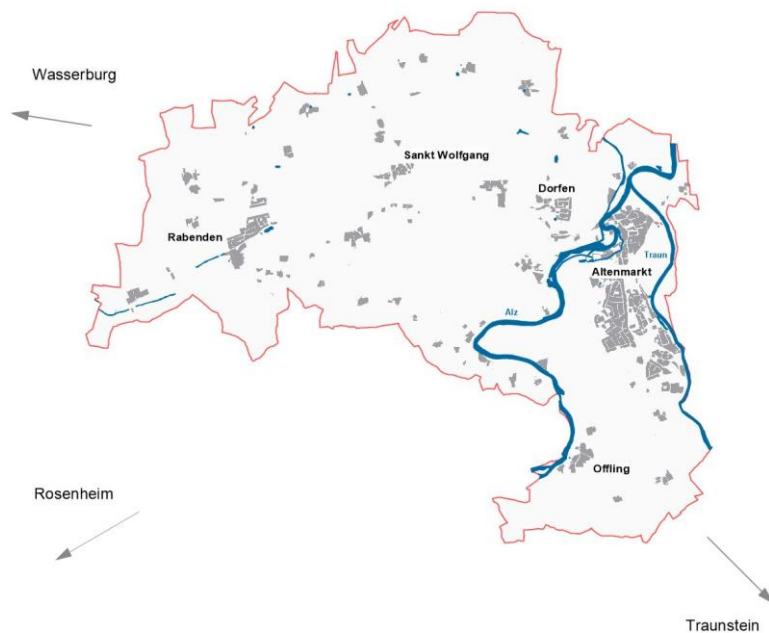 Wasserburg
Sankt Wolfgang
Dorfen
Rabenden
Traun
Altenmarkt
Alz
Offling
Rosenheim
Traunstein